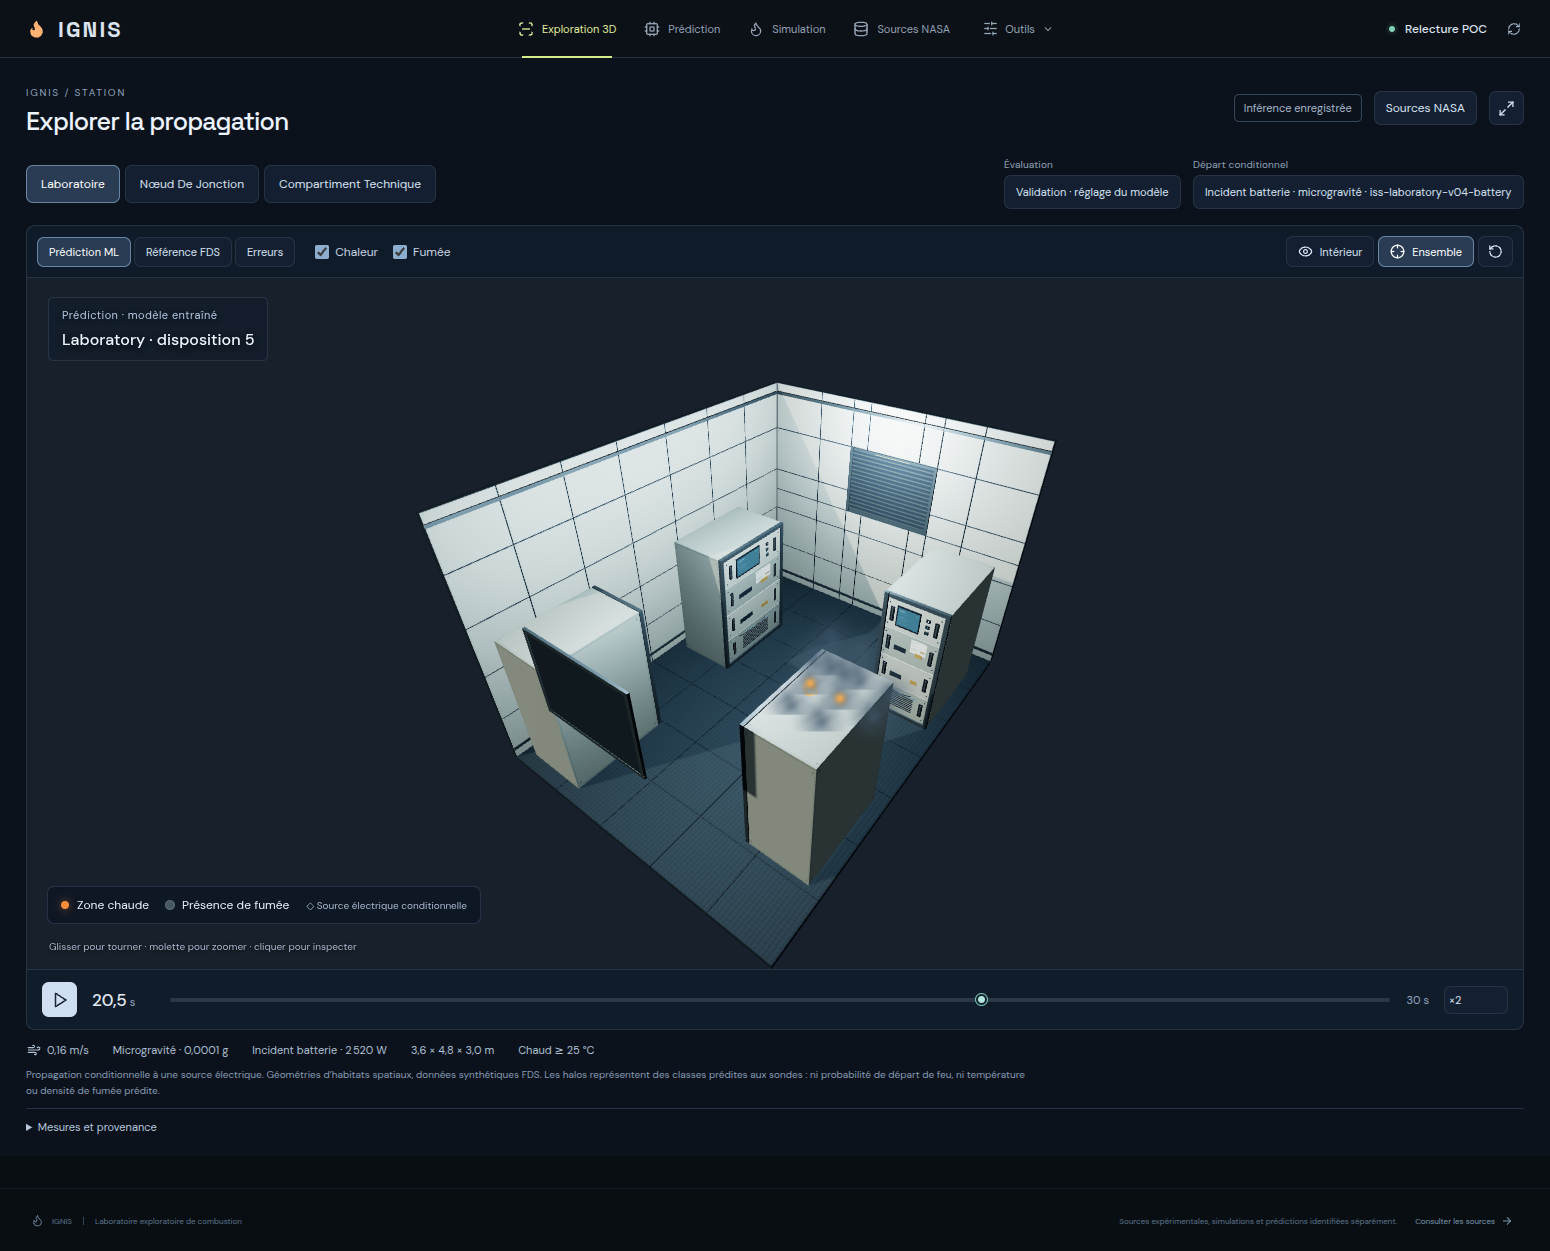 IGNIS
Exploration 3D
Prédiction
Simulation
Sources NASA
Outils
Relecture POC
IGNIS / STATION
Explorer la propagation
Inférence enregistrée
Sources NASA
Laboratoire
Nœud De Jonction
Compartiment Technique
Évaluation
Validation · réglage du modèle
Départ conditionnel
Incident batterie · microgravité · iss-laboratory-v04-battery
Prédiction ML
Référence FDS
Erreurs
Chaleur
Fumée
Intérieur
Ensemble
Prédiction · modèle entraîné
Laboratory · disposition 5
Zone chaude
Présence de fumée
◇ Source électrique conditionnelle
Glisser pour tourner · molette pour zoomer · cliquer pour inspecter
20,5 s
30 s
×2
0,16 m/s
Microgravité · 0,0001 g
Incident batterie · 2 520 W
3,6 × 4,8 × 3,0 m
Chaud ≥ 25 °C
Propagation conditionnelle à une source électrique. Géométries d'habitats spatiaux, données synthétiques FDS. Les halos représentent des classes prédites aux sondes : ni probabilité de départ de feu, ni température
ou densité de fumée prédite.
▶ Mesures et provenance
IGNIS | Laboratoire exploratoire de combustion
Sources expérimentales, simulations et prédictions identifiées séparément.
Consulter les sources →